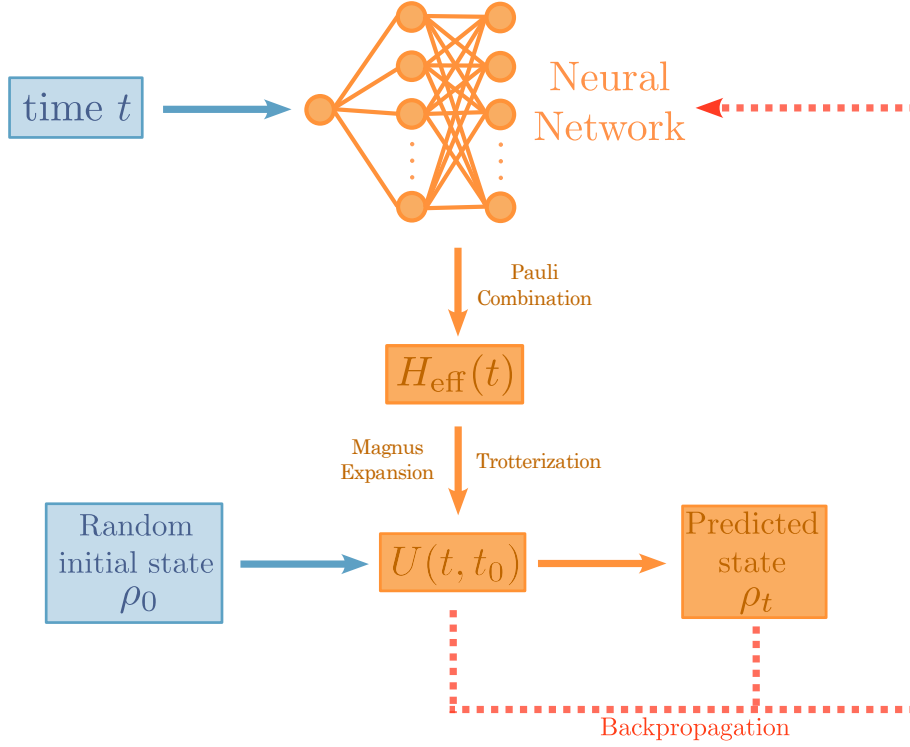 time t
Neural
Network
Pauli
Combination
H_eff(t)
Magnus
Expansion
Trotterization
Random
initial state
ρ₀
U(t, t₀)
Predicted
state
ρₜ
Backpropagation